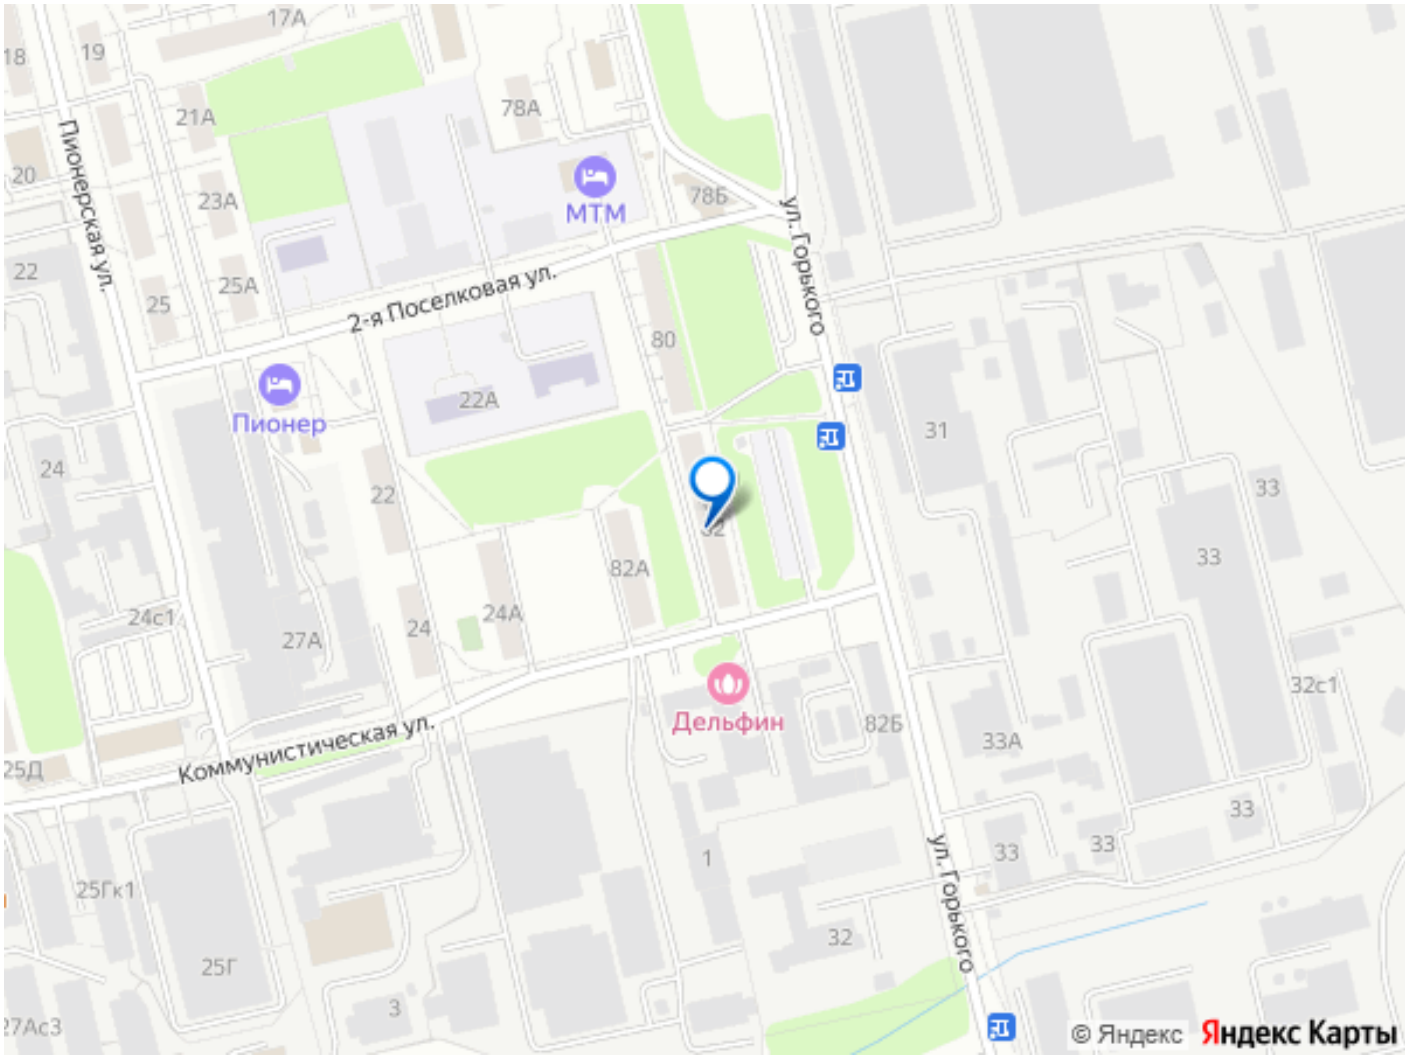 17А
19
18
21А
78А
20
Пионерская ул.
23А
МТМ
78Б
ул. Горького
22
25А
25
2-я Поселковая ул.
80
Пионер
22А
31
24
22
33
82А
33
24с1
24А
24
27А
32с1
Дельфин
82Б
33А
Коммунистическая ул.
25Д
33
ул. Горького
33
33
1
25Гк1
32
25Г
3
27Ас3
© Яндекс Яндекс Карты